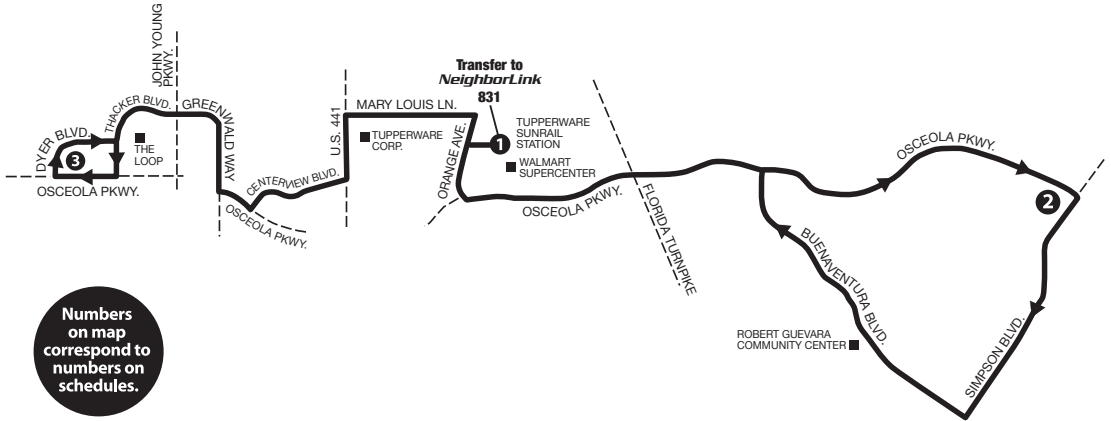 JOHN YOUNG
PKWY.
THACKER BLVD.
GREENWALD WAY
DYER BLVD.
3
THE
LOOP
OSCEOLA PKWY.
CENTERVIEW BLVD.
OSCEOLA PKWY.
U.S. 441
MARY LOUIS LN.
TUPPERWARE
CORP.
ORANGE AVE.
Transfer to
NeighborLink
831
1
TUPPERWARE
SUNRAIL
STATION
WALMART
SUPERCENTER
OSCEOLA PKWY.
FLORIDA TURNPIKE
OSCEOLA PKWY.
2
BUENAVENTURA BLVD.
ROBERT GUEVARA
COMMUNITY CENTER
SIMPSON BLVD.
Numbers
on map
correspond to
numbers on
schedules.